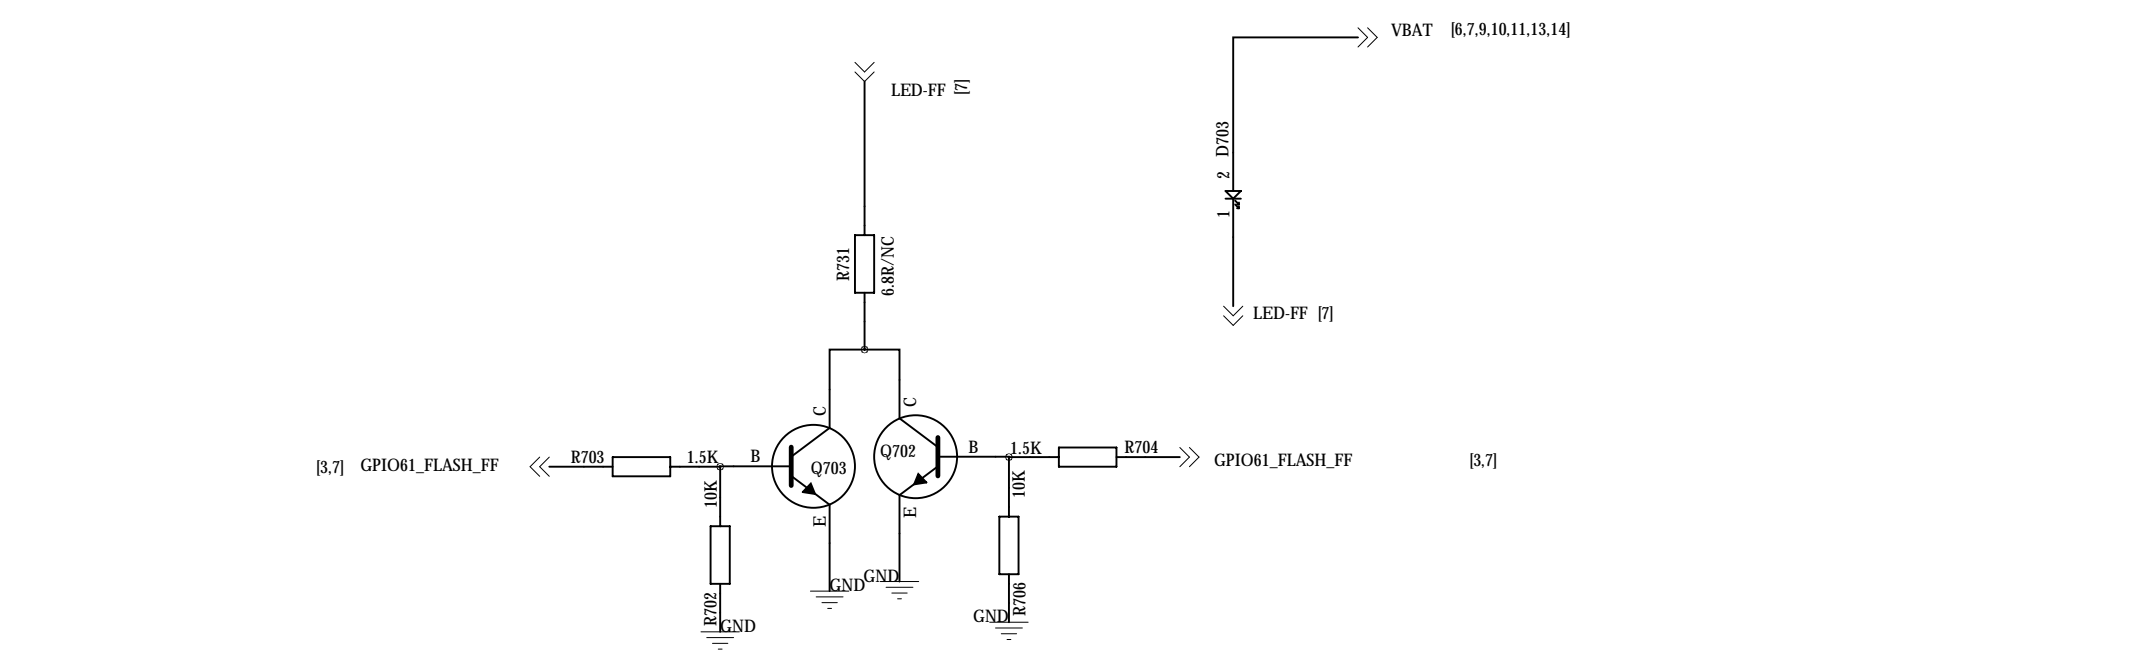 VBAT [6,7,9,10,11,13,14]
LED-FF [7]
D703
2
1
R731
6.8R/NC
LED-FF [7]
C
C
[3,7] GPIO61_FLASH_FF
R703
1.5K
B
Q703
Q702
B
1.5K
R704
GPIO61_FLASH_FF [3,7]
10K
10K
E
E
GND
GND
R702
GND
GND
R706